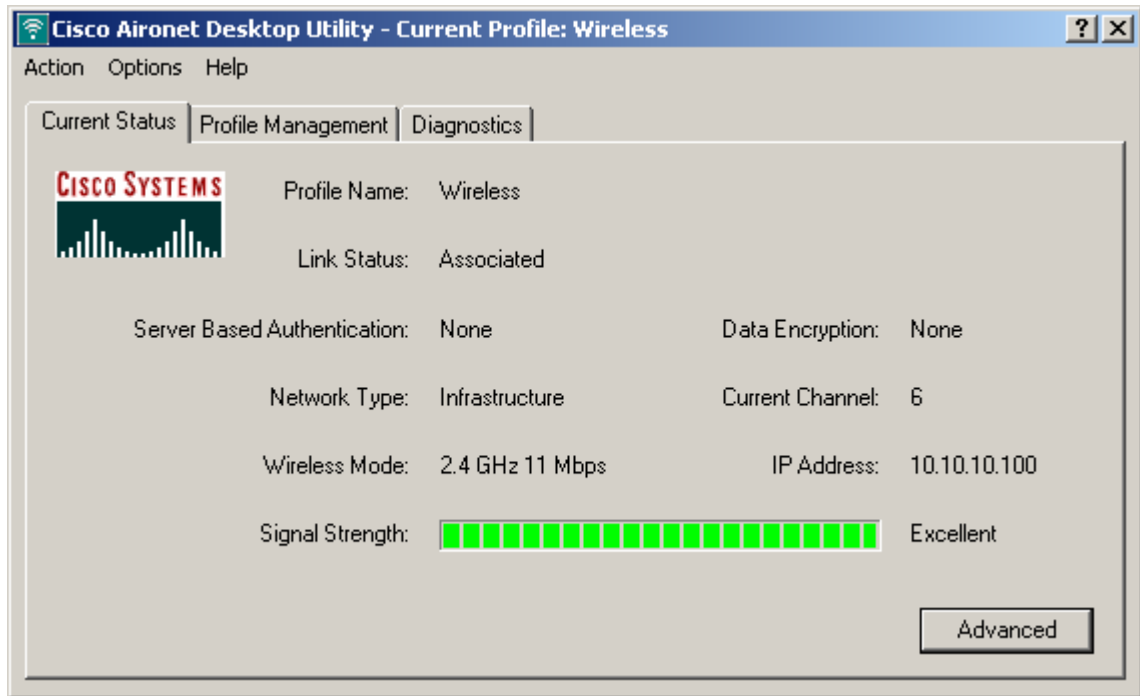 Cisco Aironet Desktop Utility - Current Profile: Wireless ? X
Action Options Help
Current Status Profile Management Diagnostics
CISCO SYSTEMS
Profile Name: Wireless
Link Status: Associated
Server Based Authentication: None Data Encryption: None
Network Type: Infrastructure Current Channel: 6
Wireless Mode: 2.4 GHz 11 Mbps IP Address: 10.10.10.100
Signal Strength: Excellent
Advanced